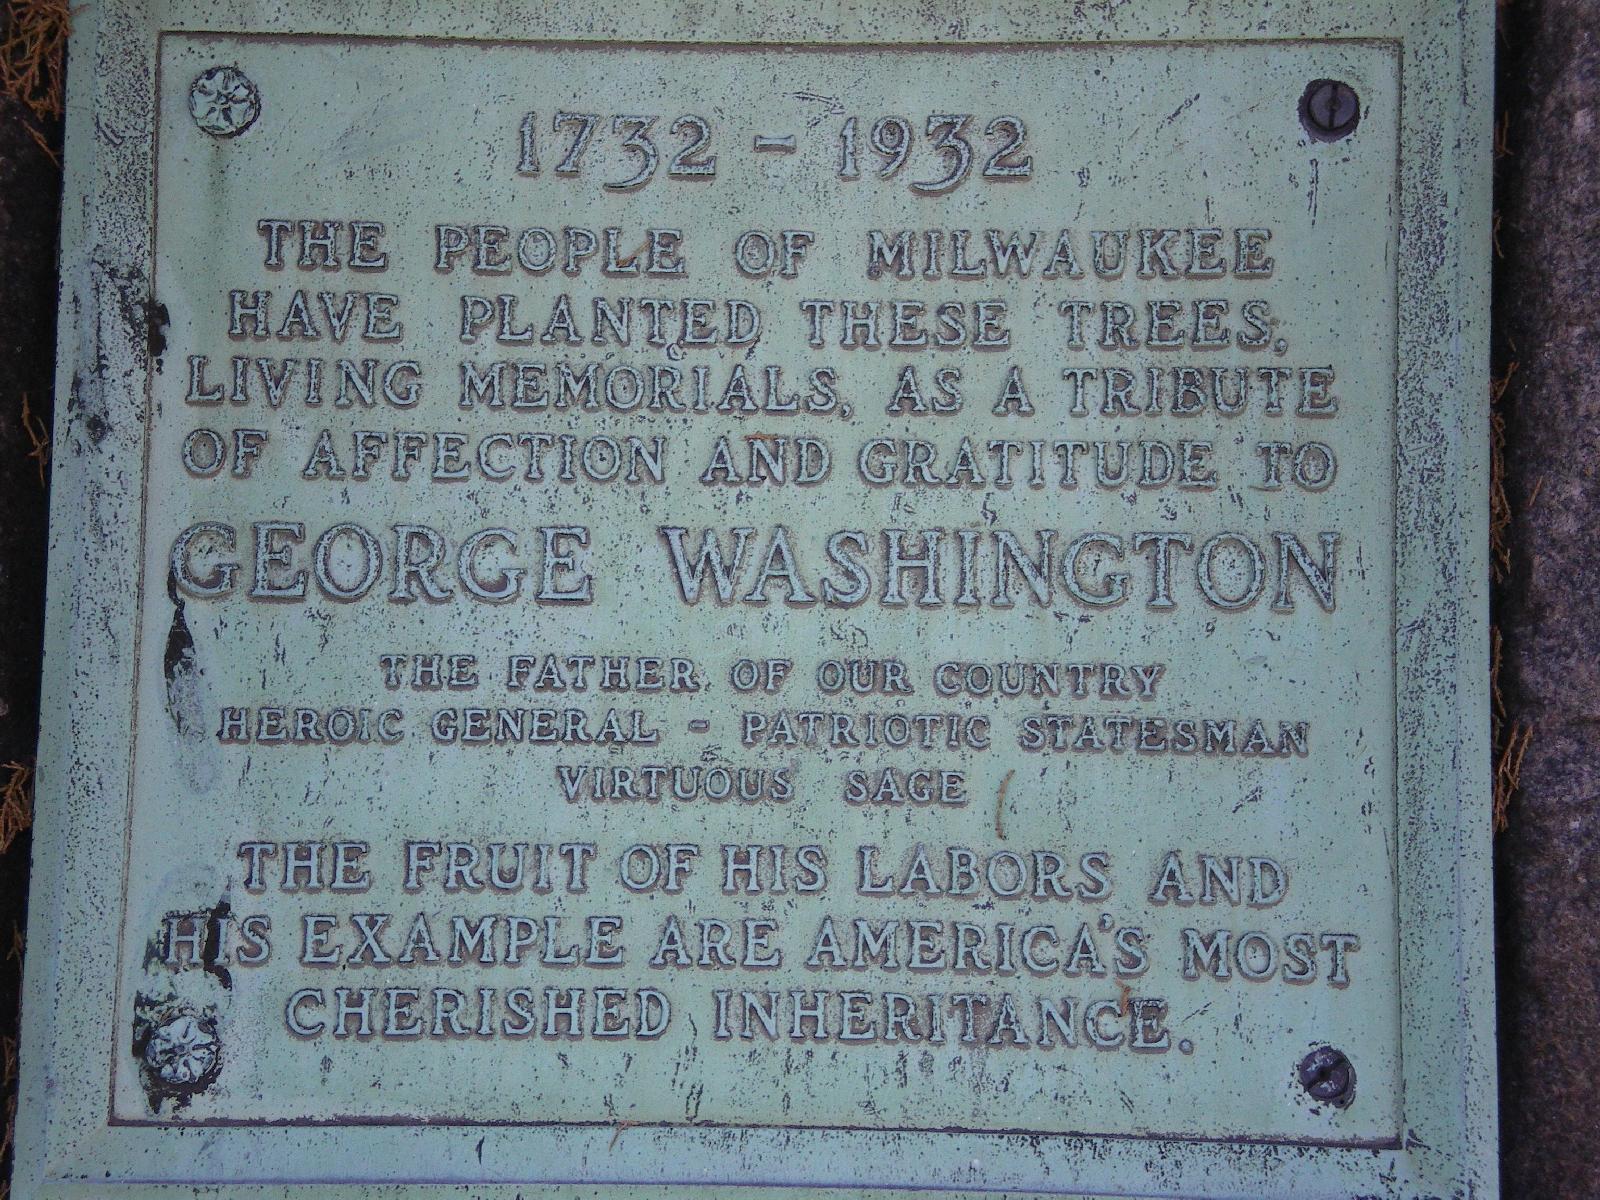 1732 - 1932
THE PEOPLE OF MILWAUKEE
HAVE PLANTED THESE TREES,
LIVING MEMORIALS, AS A TRIBUTE
OF AFFECTION AND GRATITUDE TO
GEORGE WASHINGTON
THE FATHER OF OUR COUNTRY
HEROIC GENERAL - PATRIOTIC STATESMAN
VIRTUOUS SAGE
THE FRUIT OF HIS LABORS AND
HIS EXAMPLE ARE AMERICA'S MOST
CHERISHED INHERITANCE.